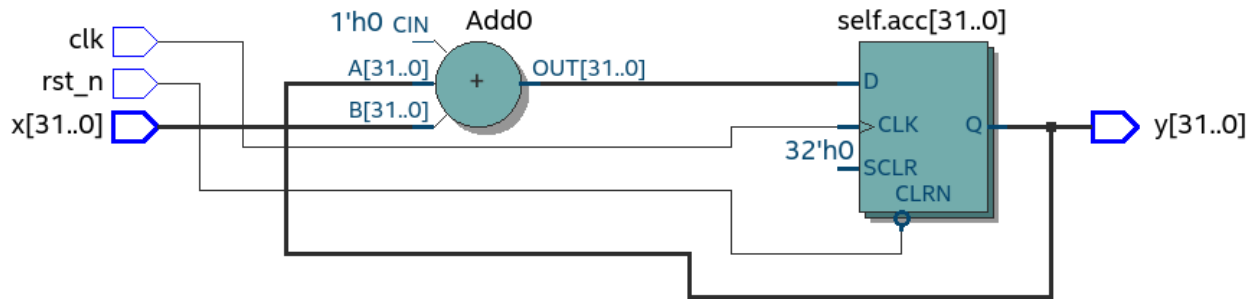 clk
rst_n
x[31..0]
1'h0 CIN
Add0
A[31..0]
B[31..0]
+
OUT[31..0]
self.acc[31..0]
D
CLK
Q
32'h0
SCLR
CLRN
y[31..0]